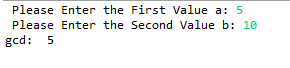 Please Enter the First Value a: 5
Please Enter the Second Value b: 10
gcd:  5